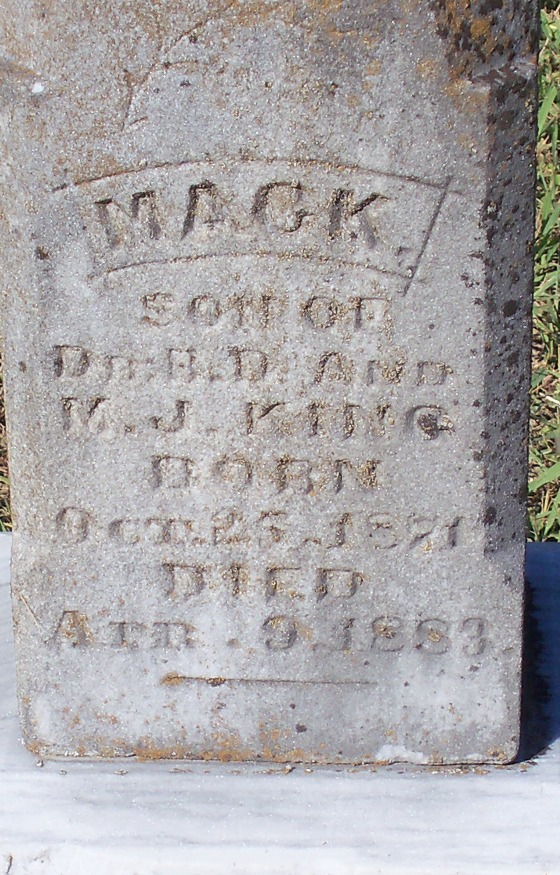 MACK.
SON OF
DR. H. D. AND
M. J. KING
BORN
OCT. 25, 1871
DIED
APR. 9, 1883.